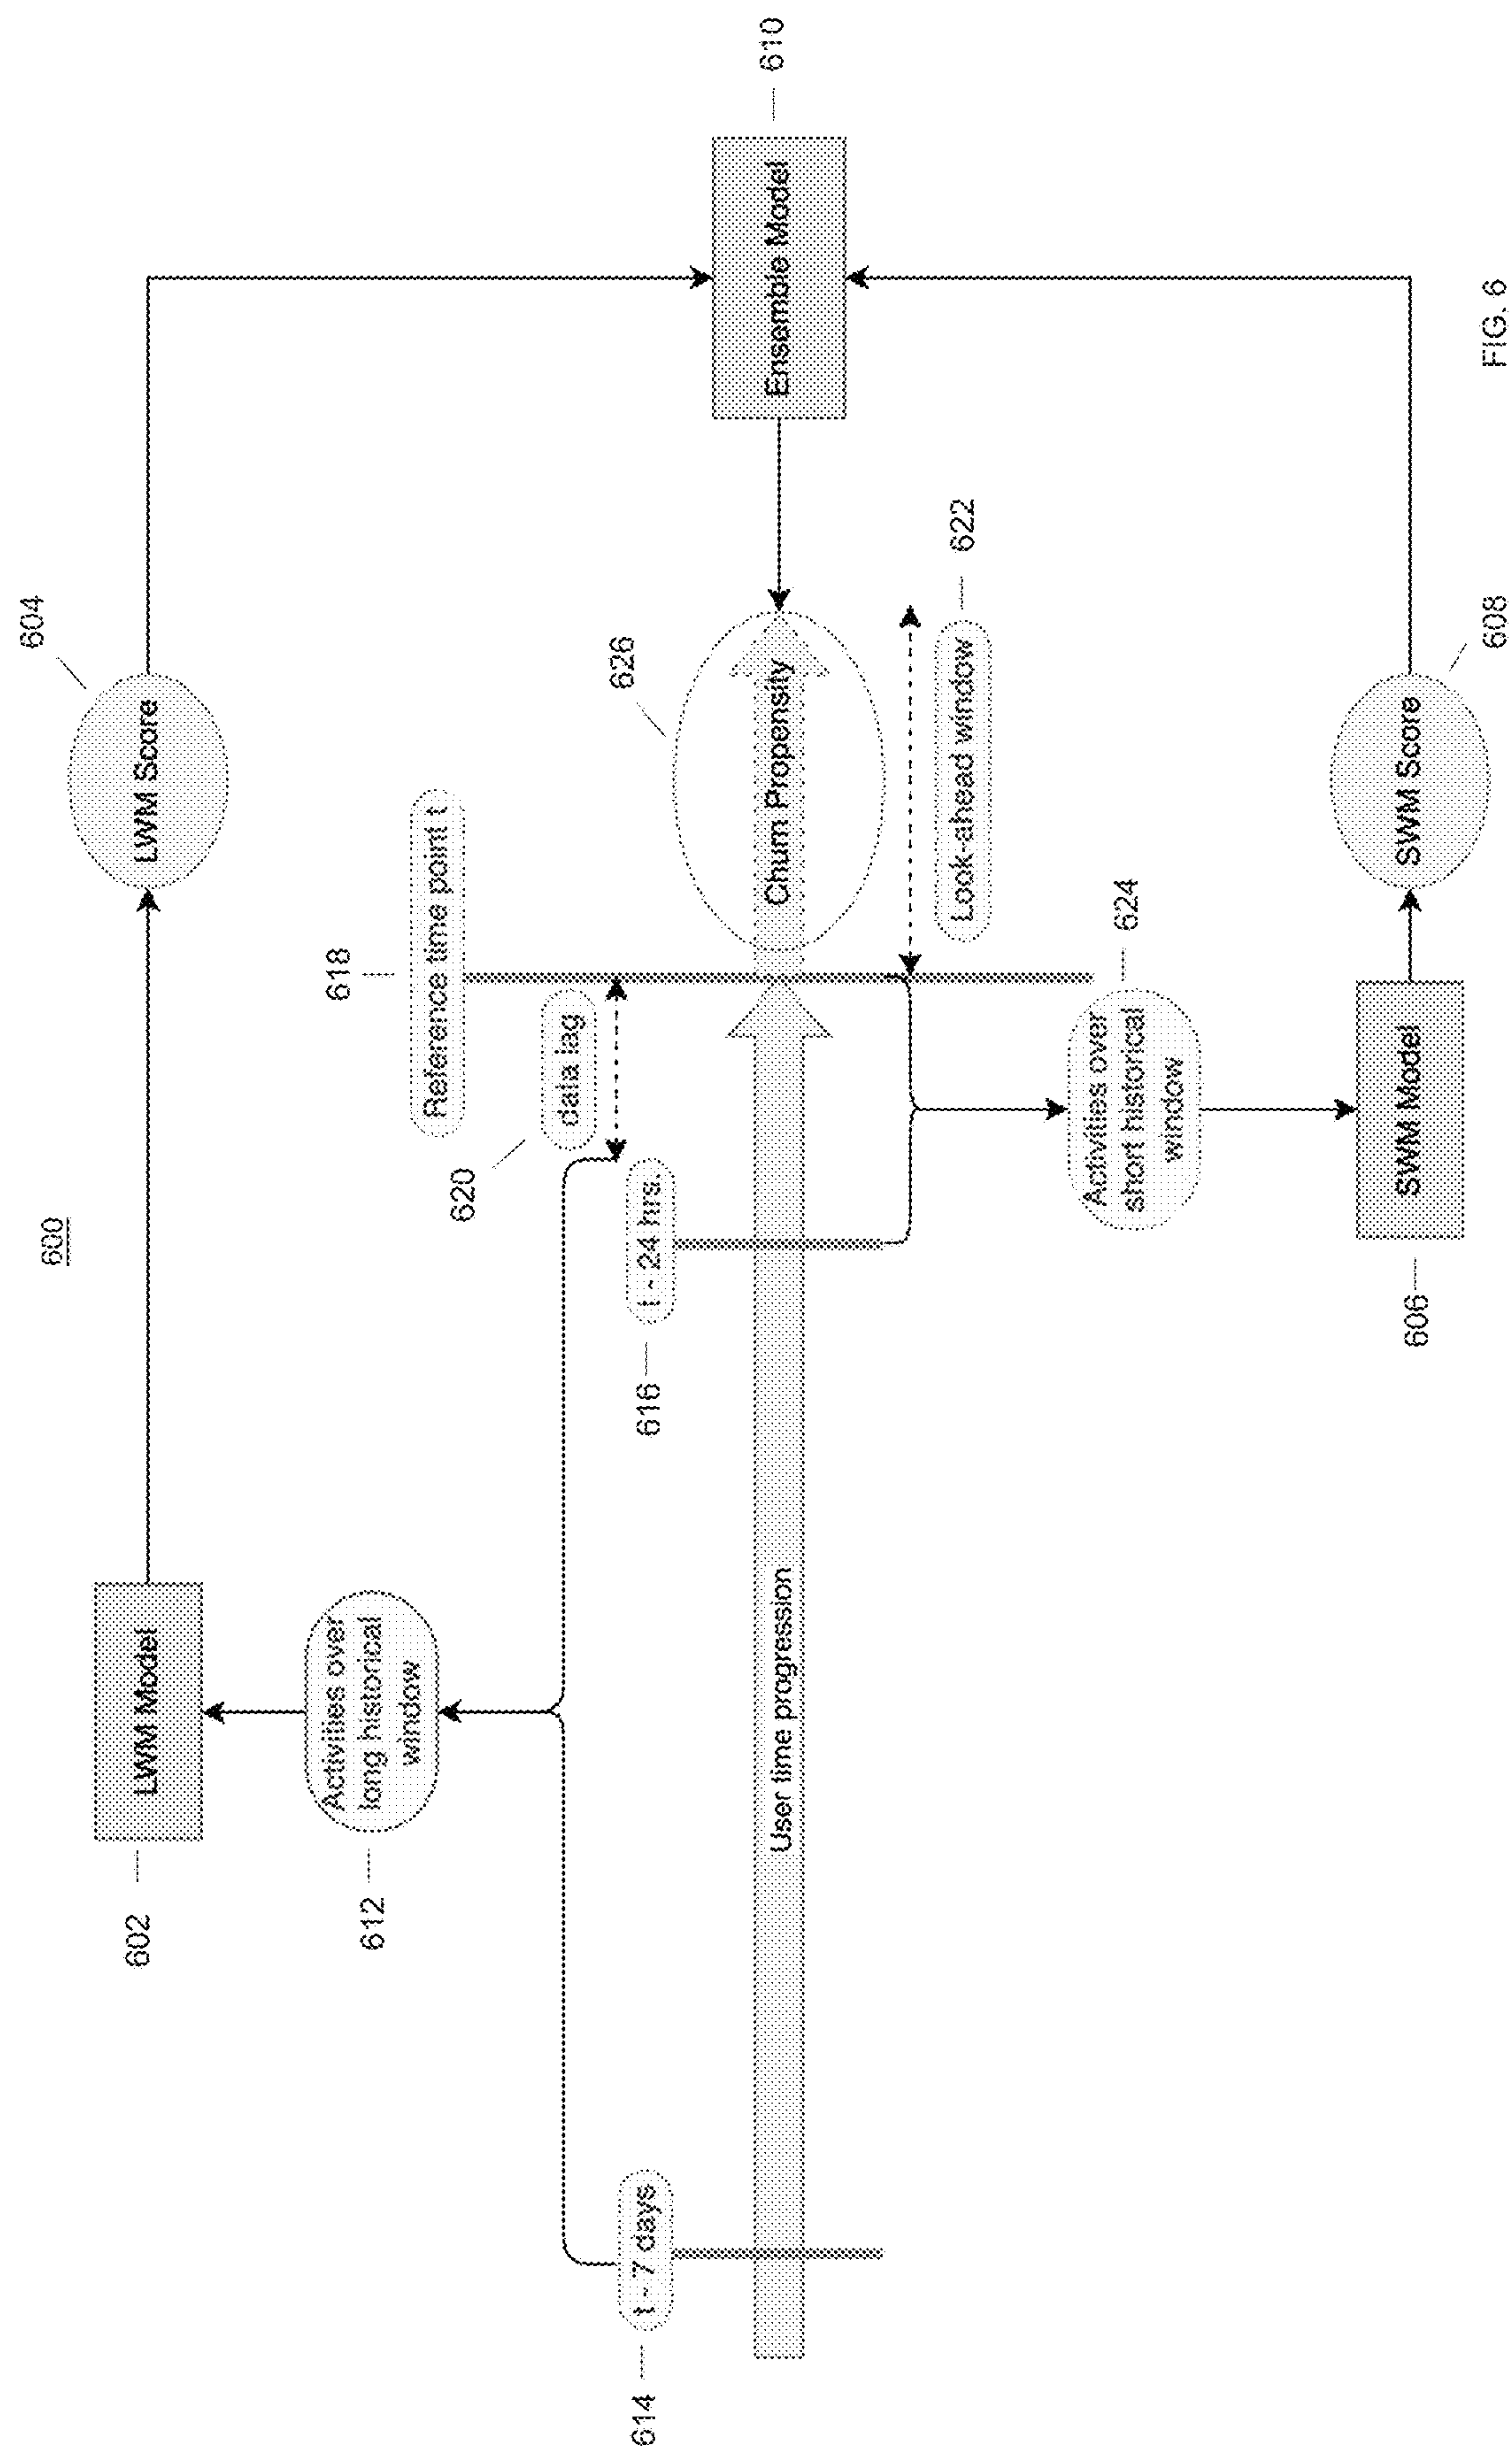 600
602
LWM Model
604
LWM Score
612
Activities over
long historical
window
618
Reference time point t
620
data lag
614
t - 7 days
616
t - 24 hrs.
626
User time progression
Churn Propensity
Ensemble Model
610
Look-ahead window
622
624
Activities over
short historical
window
606
SWM Model
SWM Score
608
FIG. 6